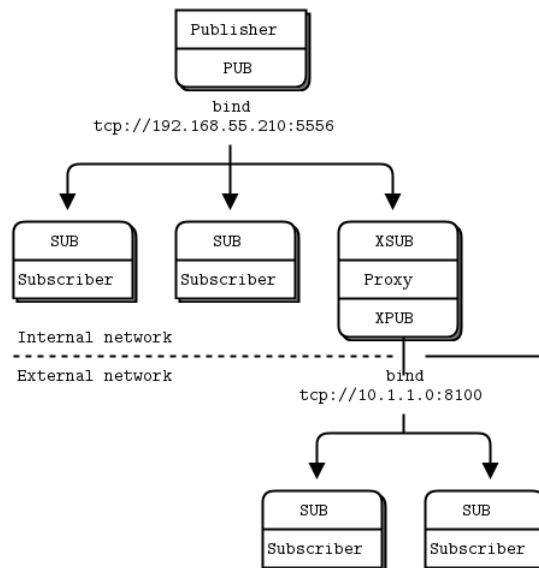 Publisher
PUB
bind
tcp://192.168.55.210:5556
SUB
Subscriber
SUB
Subscriber
XSUB
Proxy
XPUB
Internal network
External network
bind
tcp://10.1.1.0:8100
SUB
Subscriber
SUB
Subscriber